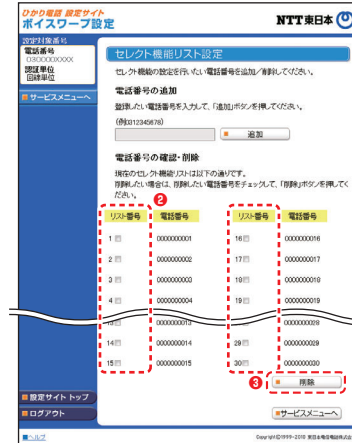 ひかり電話 設定サイト
ボイスワープ設定
NTT東日本
設定対象番号
電話番号
030000XXXX
認証単位
回線単位
サービスメニューへ
セレクト機能リスト設定
セレクト機能の設定を行いたい電話番号を追加/削除してください。
電話番号の追加
登録したい電話番号を入力して、「追加」ボタンを押してください。
(例)0312345678)
追加
電話番号の確認・削除
現在のセレクト機能リストは以下の通りです。
削除したい場合は、削除したい電話番号をチェックして、「削除」ボタンを押してく
ださい。
2
リスト番号 電話番号 リスト番号 電話番号
1 0000000001 16 0000000016
2 0000000002 17 0000000017
3 0000000003 18 0000000018
4 0000000004 19 0000000019
13 0000000013 0000000028
14 0000000014 29 0000000029
15 0000000015 30 0000000030
3 削除
設定サイト トップ
ログアウト
サービスメニューへ
ヘルプ
Copyright©1999-2010 東日本電信電話株式会